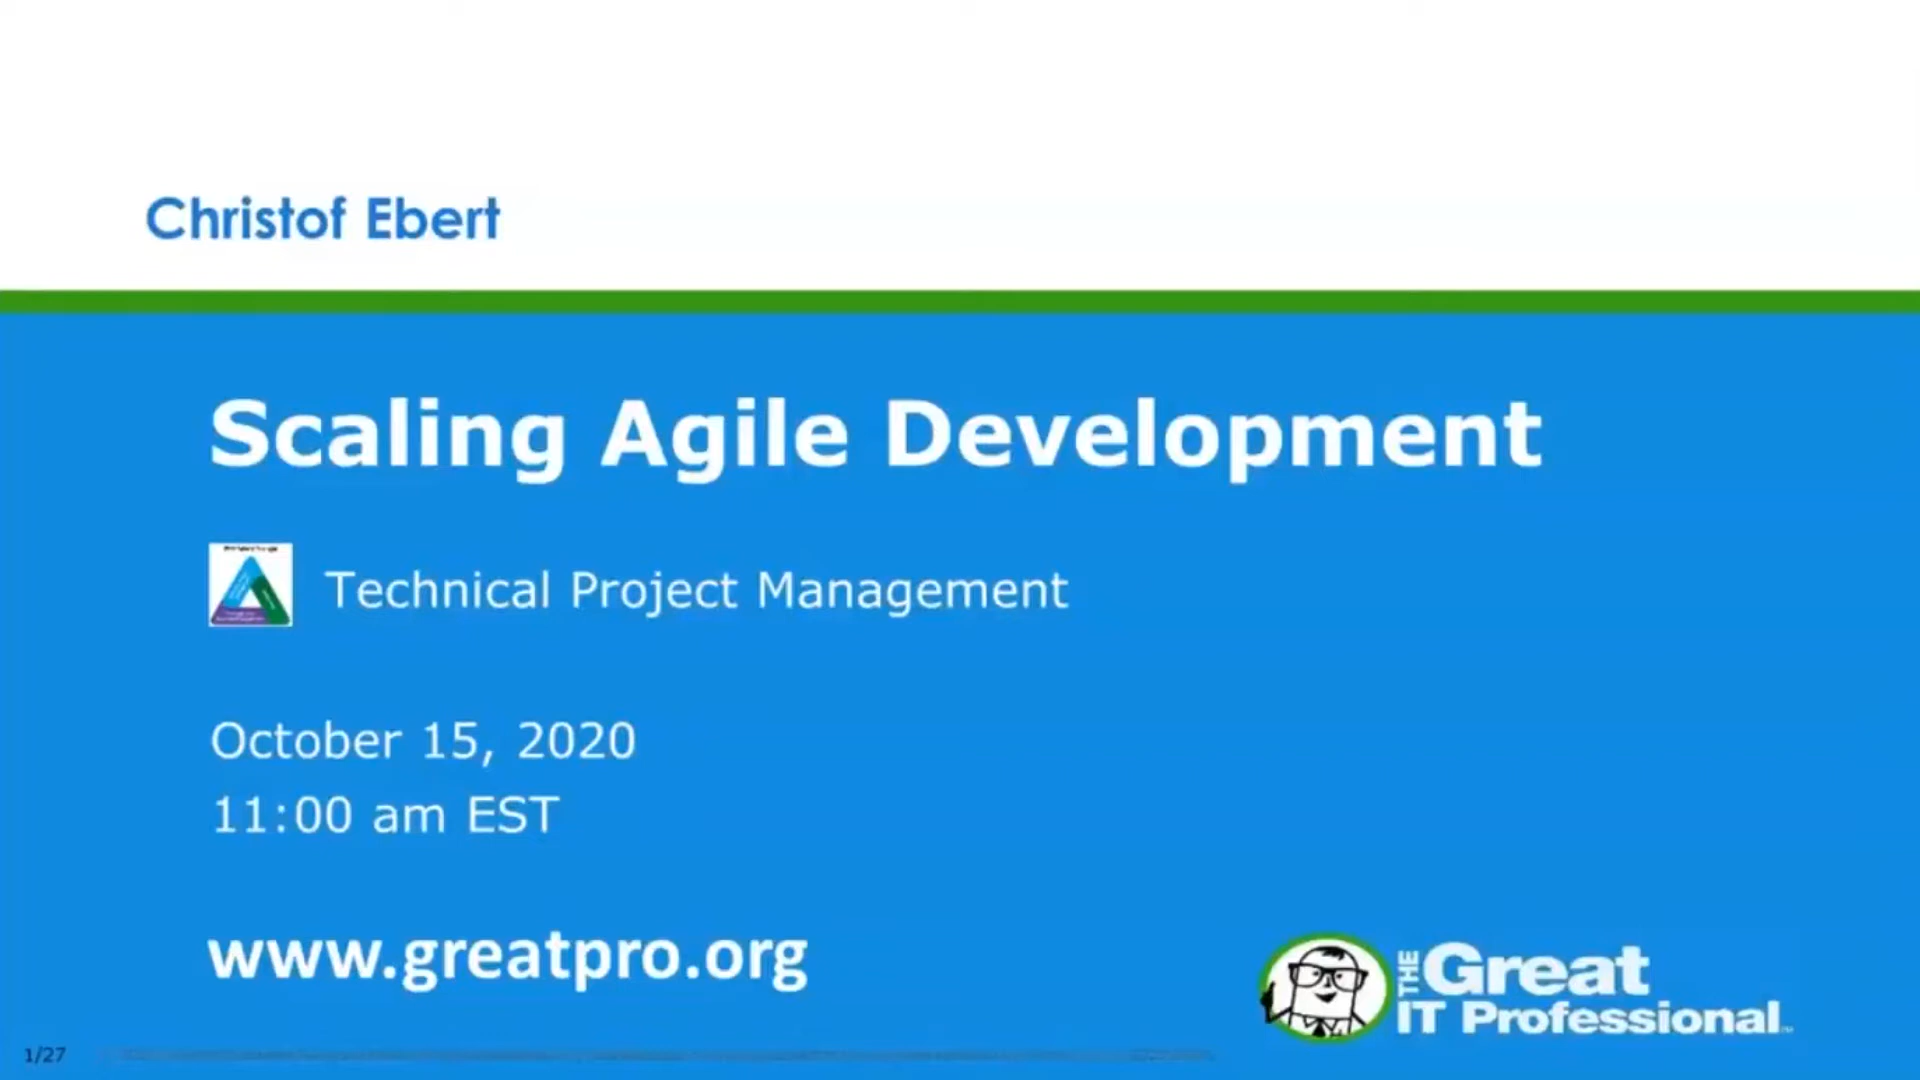 Christof Ebert
Scaling Agile Development
Technical Project Management
October 15, 2020
11:00 am EST
www.greatpro.org
THE Great
IT Professional
1/27